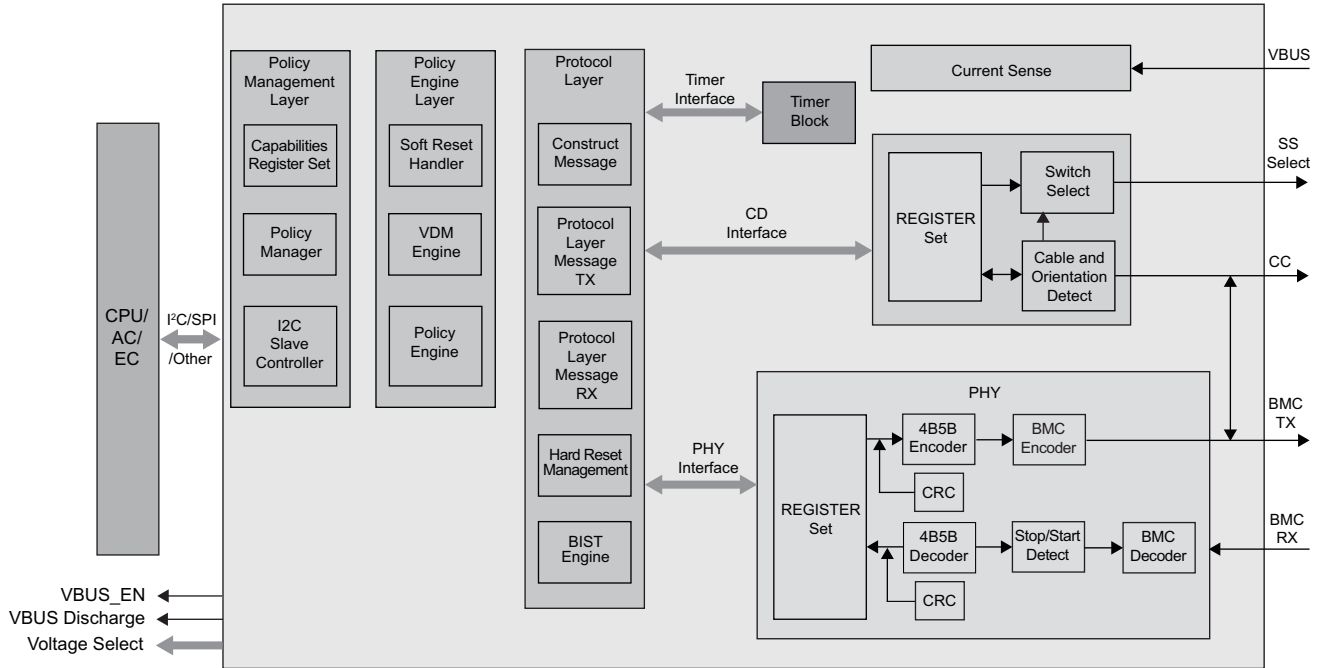 CPU/
AC/
EC
I²C/SPI
/Other
VBUS_EN
VBUS Discharge
Voltage Select
Policy
Management
Layer
Capabilities
Register Set
Policy
Manager
I2C
Slave
Controller
Policy
Engine
Layer
Soft Reset
Handler
VDM
Engine
Policy
Engine
Protocol
Layer
Construct
Message
Protocol
Layer
Message
TX
Protocol
Layer
Message
RX
Hard Reset
Management
BIST
Engine
Timer
Interface
Timer
Block
CD
Interface
PHY
Interface
Current Sense
VBUS
REGISTER
Set
Switch
Select
Cable and
Orientation
Detect
SS
Select
CC
PHY
REGISTER
Set
4B5B
Encoder
BMC
Encoder
CRC
4B5B
Decoder
Stop/Start
Detect
BMC
Decoder
CRC
BMC
TX
BMC
RX